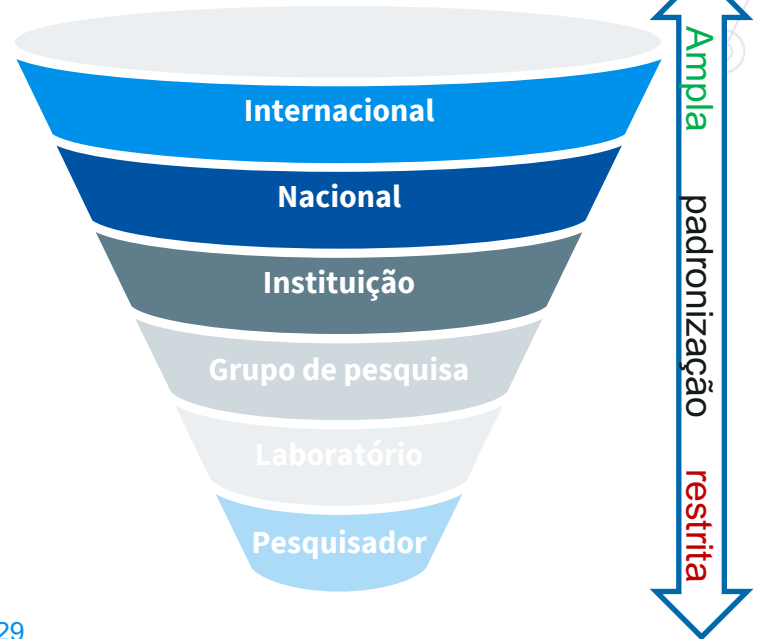 Internacional
Nacional
Instituição
Grupo de pesquisa
Laboratório
Pesquisador
Ampla padronização restrita
29